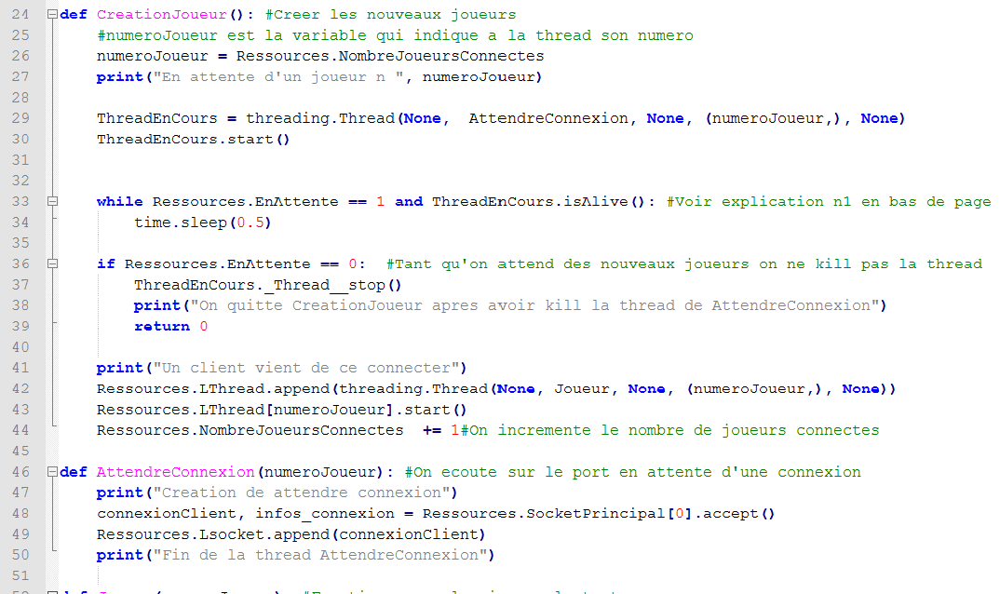 24 def CreationJoueur(): #Creer les nouveaux joueurs
25 #numeroJoueur est la variable qui indique a la thread son numero
26 numeroJoueur = Ressources.NombreJoueursConnectes
27 print("En attente d'un joueur n ", numeroJoueur)
28
29 ThreadEnCours = threading.Thread(None,  AttendreConnexion, None, (numeroJoueur,), None)
30 ThreadEnCours.start()
31
32
33 while Ressources.EnAttente == 1 and ThreadEnCours.isAlive(): #Voir explication n1 en bas de page
34 time.sleep(0.5)
35
36 if Ressources.EnAttente == 0:  #Tant qu'on attend des nouveaux joueurs on ne kill pas la thread
37 ThreadEnCours._Thread__stop()
38 print("On quitte CreationJoueur apres avoir kill la thread de AttendreConnexion")
39 return 0
40
41 print("Un client vient de ce connecter")
42 Ressources.LThread.append(threading.Thread(None, Joueur, None, (numeroJoueur,), None))
43 Ressources.LThread[numeroJoueur].start()
44 Ressources.NombreJoueursConnectes  += 1#On incremente le nombre de joueurs connectes
45
46 def AttendreConnexion(numeroJoueur): #On ecoute sur le port en attente d'une connexion
47 print("Creation de attendre connexion")
48 connexionClient, infos_connexion = Ressources.SocketPrincipal[0].accept()
49 Ressources.Lsocket.append(connexionClient)
50 print("Fin de la thread AttendreConnexion")
51